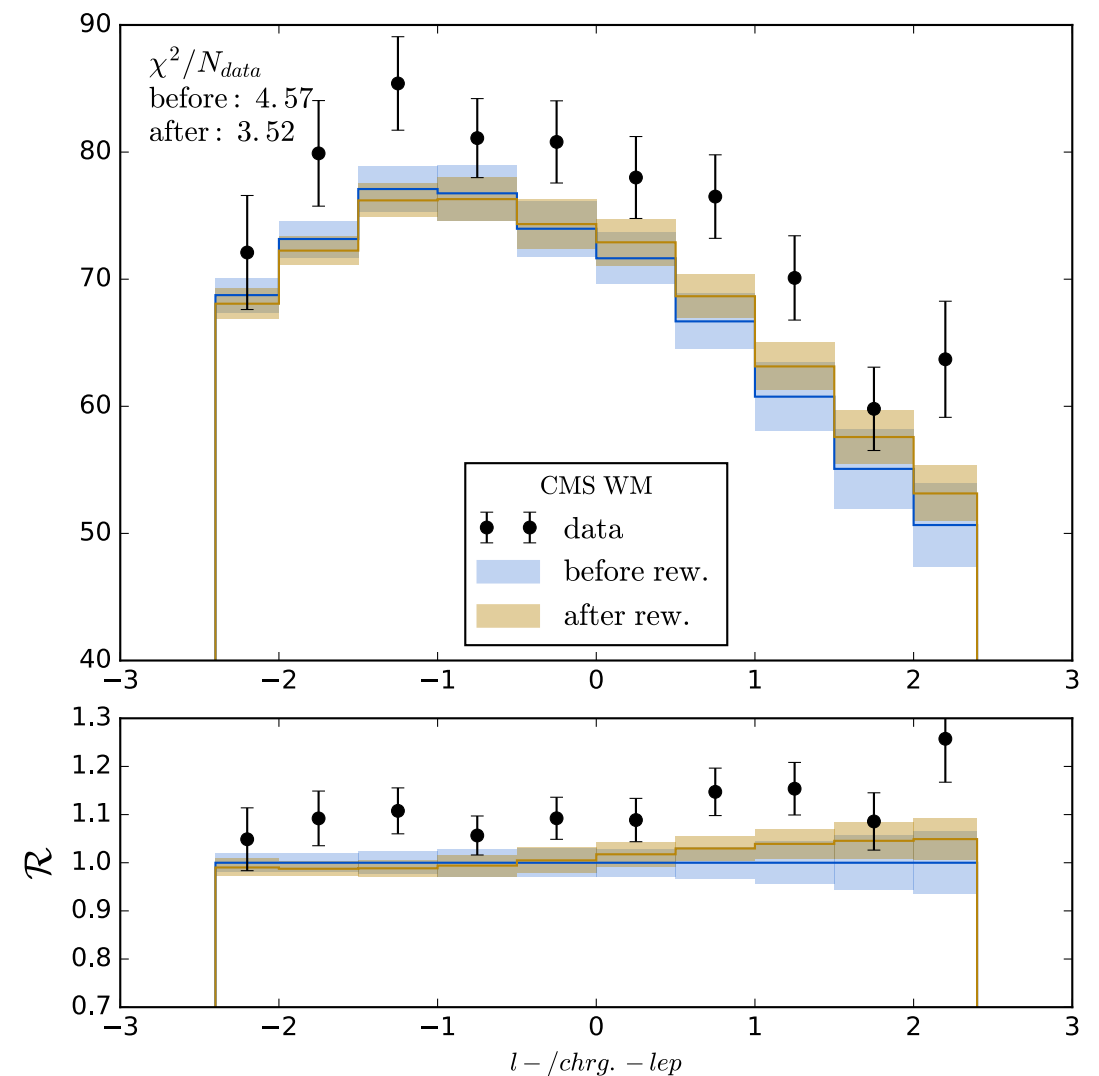 90
80
70
60
50
40
χ²/N_data
before: 4.57
after: 3.52
CMS WM
data
before rew.
after rew.
−3 −2 −1 0 1 2 3
1.3
1.2
1.1
1.0
0.9
0.8
0.7
ℛ
−3 −2 −1 0 1 2 3
l − /chrg. − lep